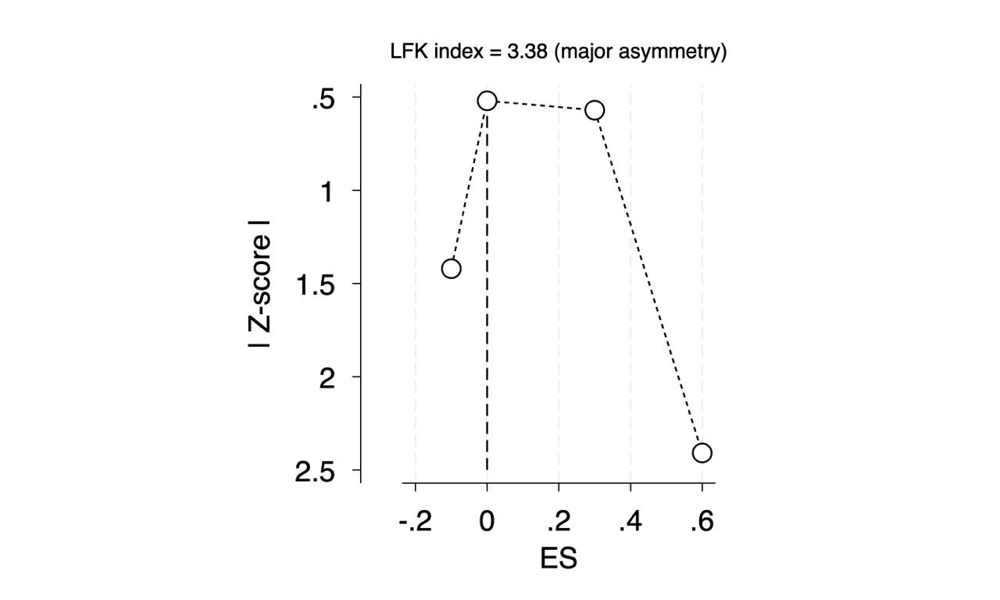 LFK index = 3.38 (major asymmetry)
.5
1
1.5
2
2.5
| Z-score |
-.2 0 .2 .4 .6
ES